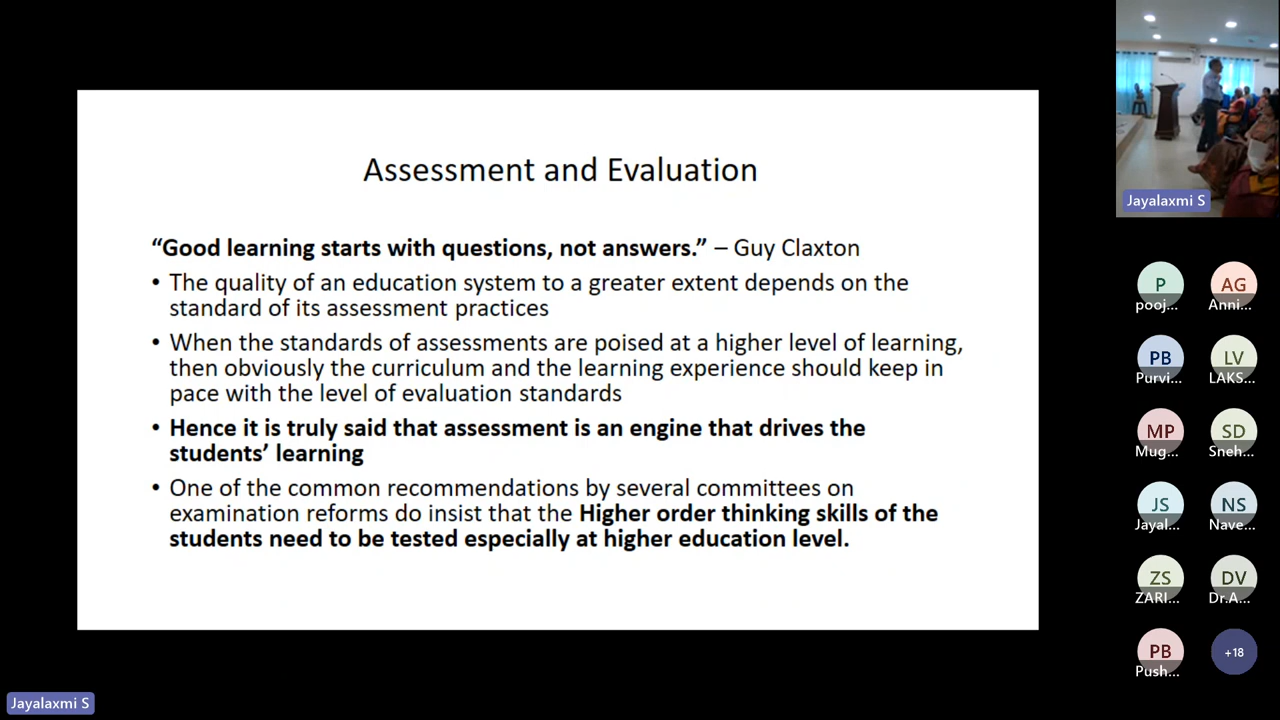 Assessment and Evaluation
“Good learning starts with questions, not answers.” – Guy Claxton
• The quality of an education system to a greater extent depends on the
standard of its assessment practices
• When the standards of assessments are poised at a higher level of learning,
then obviously the curriculum and the learning experience should keep in
pace with the level of evaluation standards
• Hence it is truly said that assessment is an engine that drives the
students’ learning
• One of the common recommendations by several committees on
examination reforms do insist that the Higher order thinking skills of the
students need to be tested especially at higher education level.
Jayalaxmi S
P
pooj...
AG
Anni...
PB
Purvi...
LV
LAKS...
MP
Mug...
SD
Sneh...
JS
Jayal...
NS
Nave...
ZS
ZARI...
DV
Dr.A...
PB
Push...
+18
Jayalaxmi S